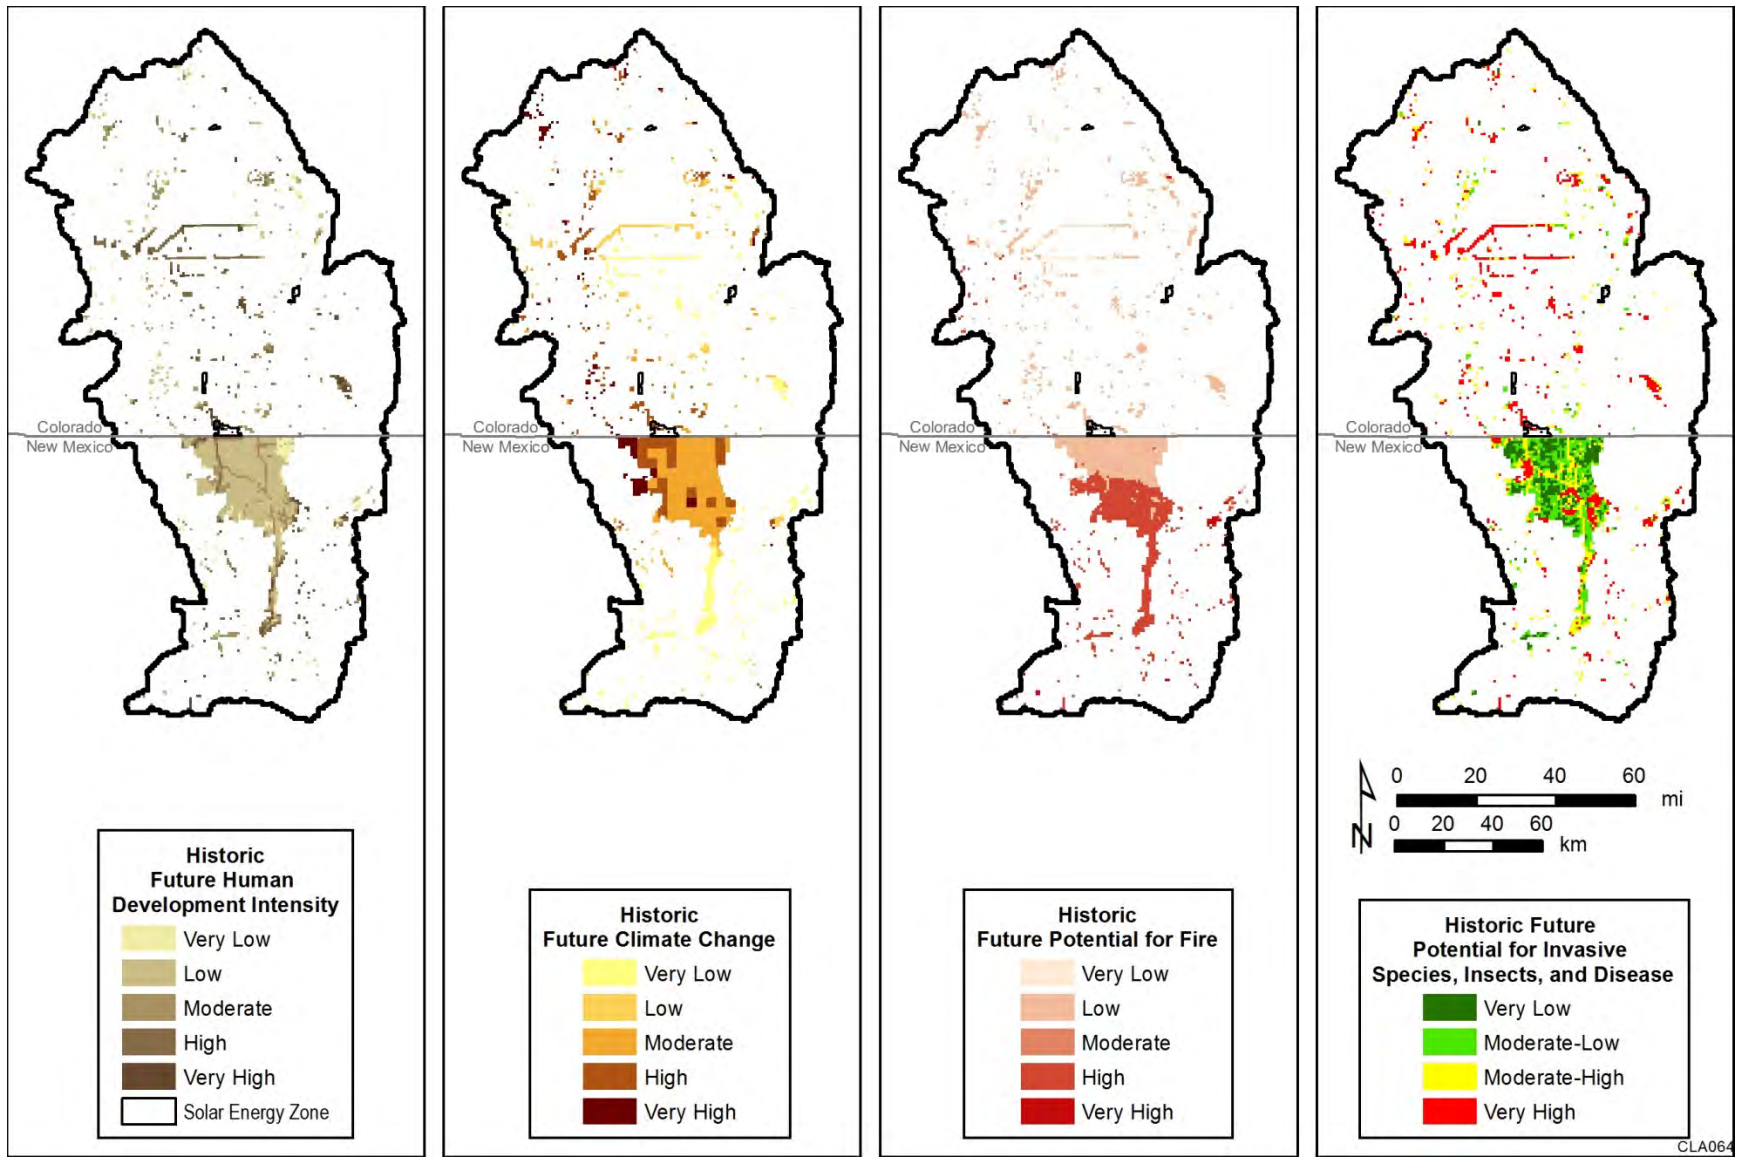 Colorado
New Mexico
Colorado
New Mexico
Colorado
New Mexico
Colorado
New Mexico
Historic
Future Human
Development Intensity
Very Low
Low
Moderate
High
Very High
Solar Energy Zone
Historic
Future Climate Change
Very Low
Low
Moderate
High
Very High
Historic
Future Potential for Fire
Very Low
Low
Moderate
High
Very High
0 20 40 60
mi
N
0 20 40 60
km
Historic Future
Potential for Invasive
Species, Insects, and Disease
Very Low
Moderate-Low
Moderate-High
Very High
CLA064